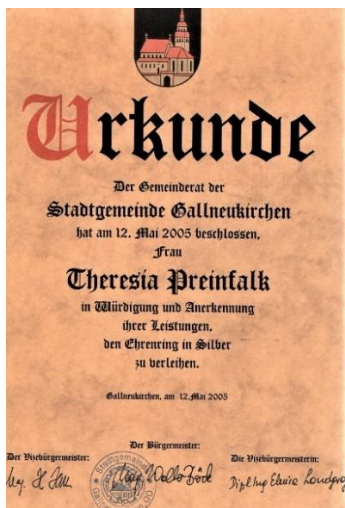 Urkunde
Der Gemeinderat der
Stadtgemeinde Gallneukirchen
hat am 12. Mai 2005 beschlossen,
Frau
Theresia Preinfalk
in Würdigung und Anerkennung
ihrer Leistungen,
den Ehrenring in Silber
zu verleihen.
Gallneukirchen, am 12.Mai 2005
Der Bürgermeister:
Der Vizebürgermeister:
Die Vizebürgermeisterin: